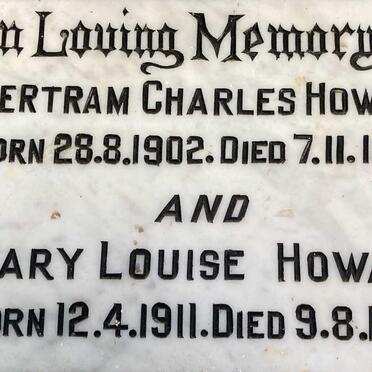 In Loving Memory
ERTRAM CHARLES HOW
ORN 28.8.1902. DIED 7.11.1
AND
ARY LOUISE HOWA
ORN 12.4.1911. DIED 9.8.1